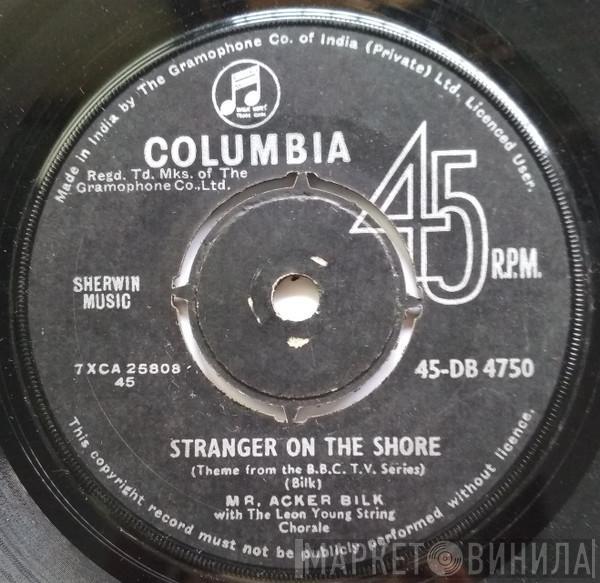 Made in India by The Gramophone Co. of India (Private) Ltd. Licenced User.
COLUMBIA
Regd. Td. Mks. of The
Gramophone Co., Ltd.
45 R.P.M.
SHERWIN
MUSIC
7XCA 25808
45
45-DB 4750
STRANGER ON THE SHORE
(Theme from the B.B.C. T.V. Series)
(Bilk)
MR. ACKER BILK
with The Leon Young String
Chorale
This copyright record must not be publicly performed without licence.
МАРКЕТ ВИНИЛА